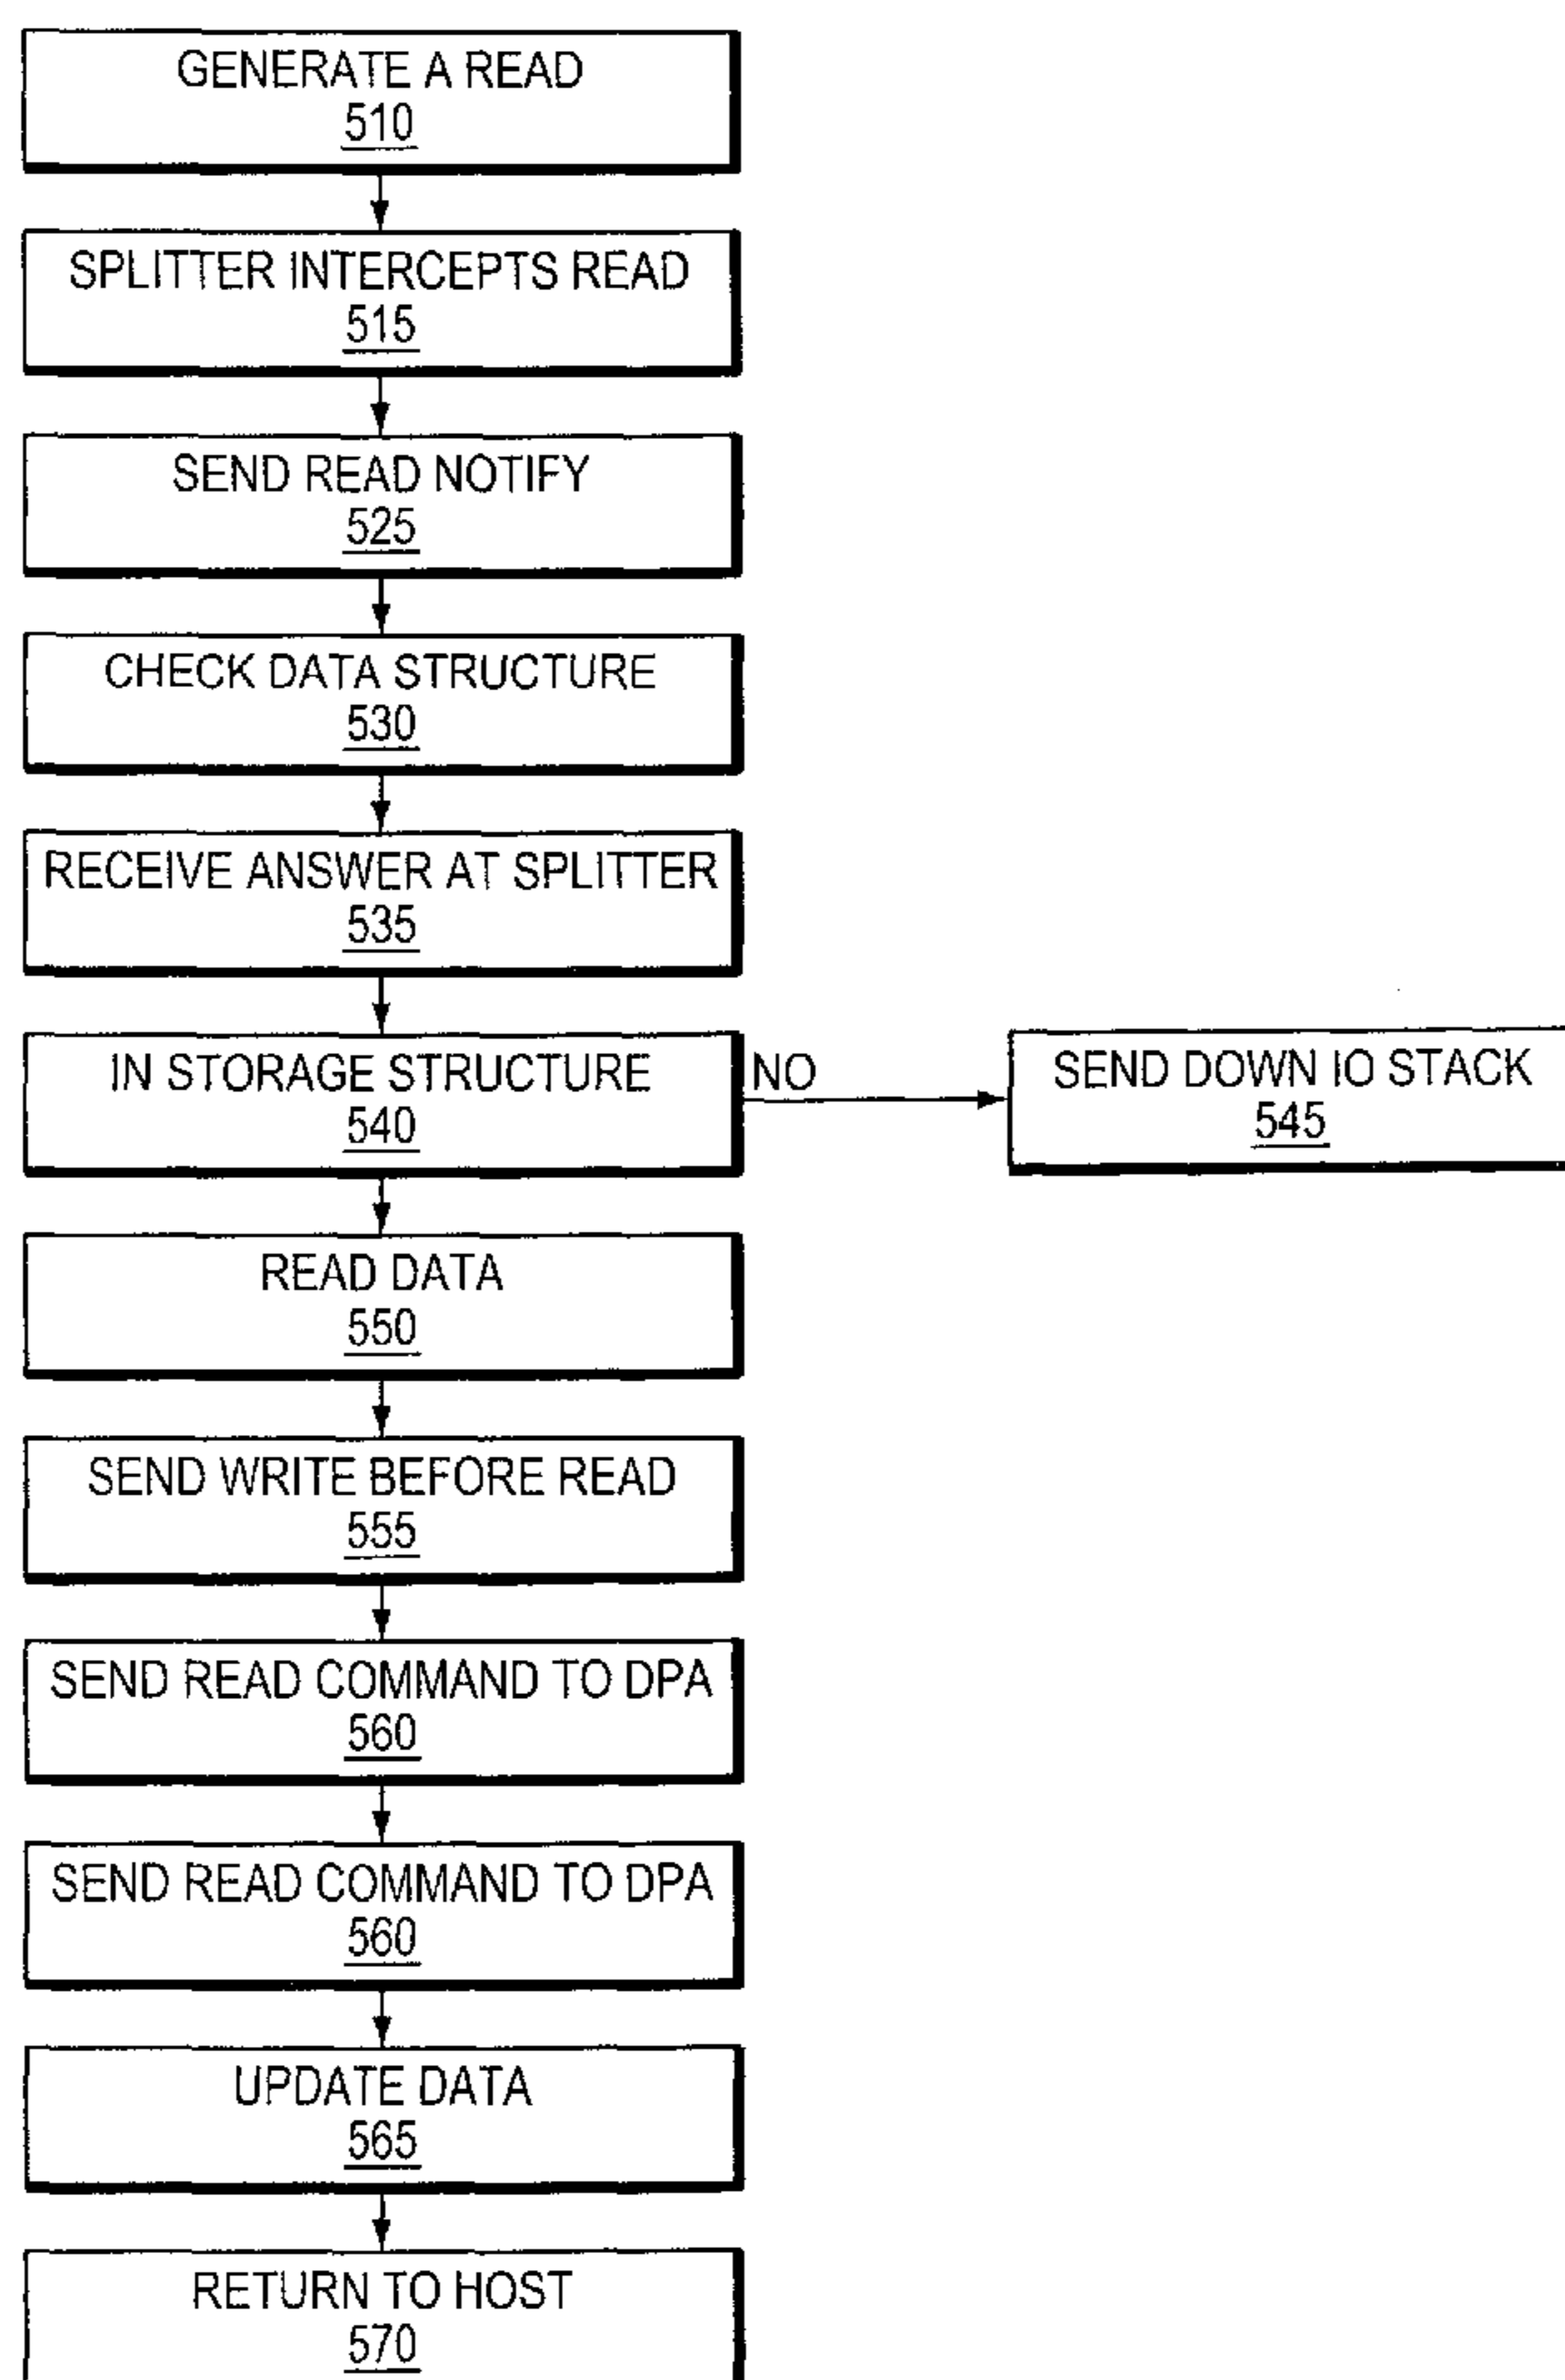 GENERATE A READ
510
SPLITTER INTERCEPTS READ
515
SEND READ NOTIFY
525
CHECK DATA STRUCTURE
530
RECEIVE ANSWER AT SPLITTER
535
IN STORAGE STRUCTURE
540
NO
SEND DOWN IO STACK
545
READ DATA
550
SEND WRITE BEFORE READ
555
SEND READ COMMAND TO DPA
560
SEND READ COMMAND TO DPA
560
UPDATE DATA
565
RETURN TO HOST
570